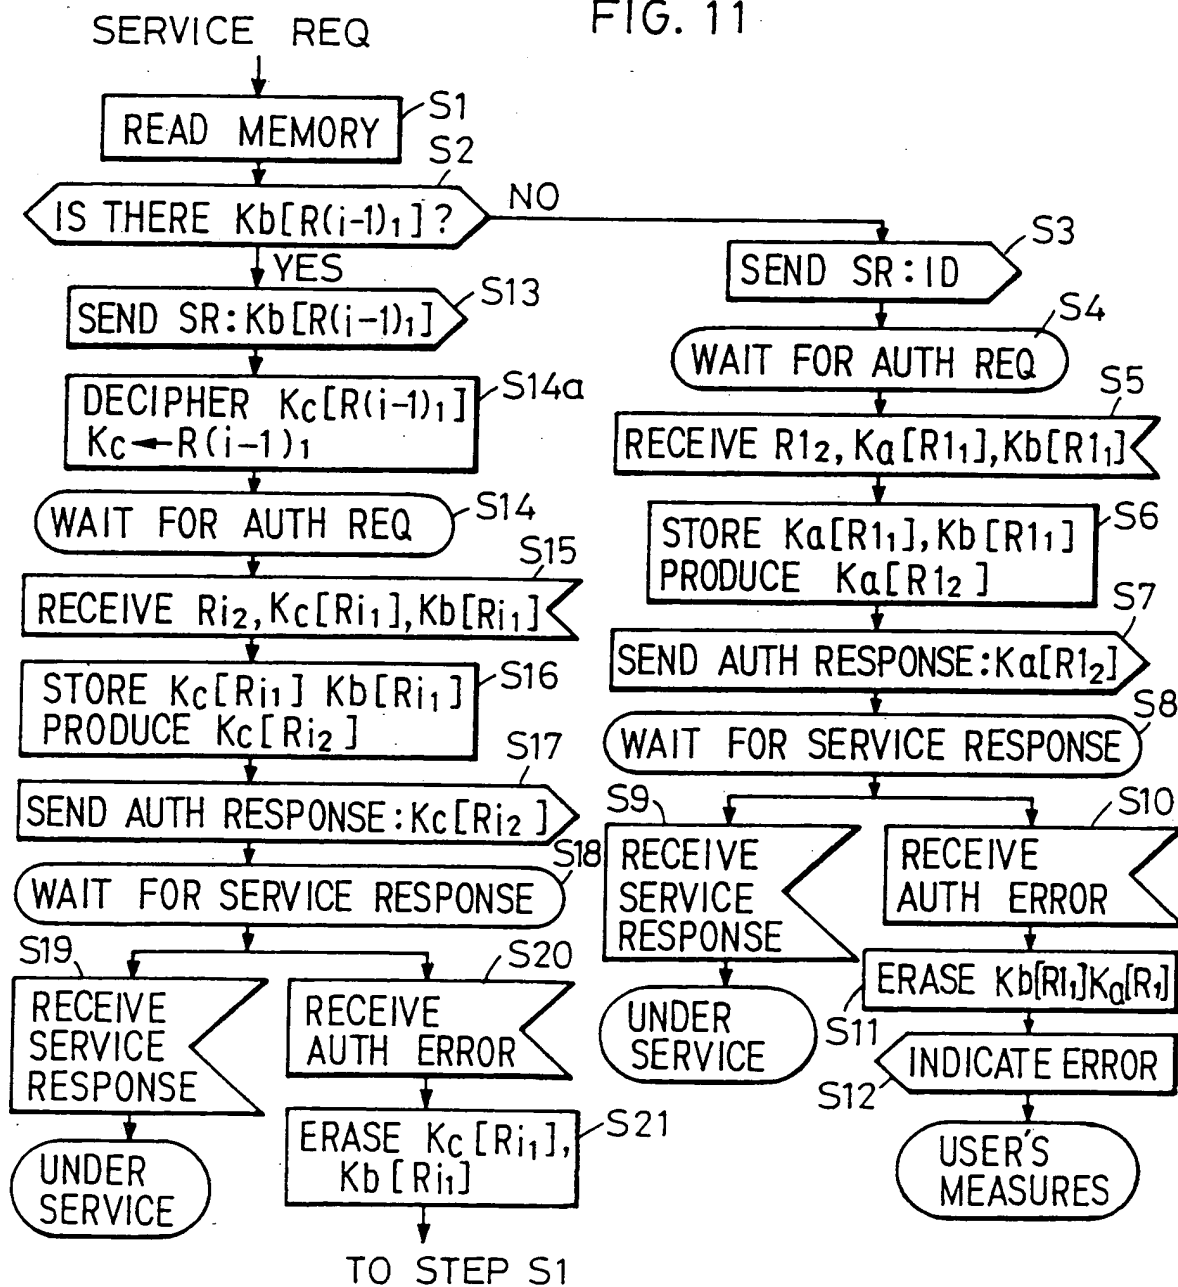 FIG. 11
SERVICE REQ
S1
READ MEMORY
S2
IS THERE Kb[R(i-1)₁]?
NO
YES
S13
SEND SR:Kb[R(i-1)₁]
S14a
DECIPHER Kc[R(i-1)₁]
Kc←R(i-1)₁
S14
WAIT FOR AUTH REQ
S15
RECEIVE Ri₂,Kc[Ri₁],Kb[Ri₁]
S16
STORE Kc[Ri₁] Kb[Ri₁]
PRODUCE Kc[Ri₂]
S17
SEND AUTH RESPONSE:Kc[Ri₂]
S18
WAIT FOR SERVICE RESPONSE
S19
RECEIVE
SERVICE
RESPONSE
UNDER
SERVICE
S20
RECEIVE
AUTH ERROR
S21
ERASE Kc[Ri₁],
Kb[Ri₁]
TO STEP S1
S3
SEND SR:ID
S4
WAIT FOR AUTH REQ
S5
RECEIVE R1₂,Ka[R1₁],Kb[R1₁]
S6
STORE Ka[R1₁],Kb[R1₁]
PRODUCE Ka[R1₂]
S7
SEND AUTH RESPONSE:Ka[R1₂]
S8
WAIT FOR SERVICE RESPONSE
S9
RECEIVE
SERVICE
RESPONSE
UNDER
SERVICE
S10
RECEIVE
AUTH ERROR
S11
ERASE Kb[R1₁]Ka[R₁]
S12
INDICATE ERROR
USER'S
MEASURES